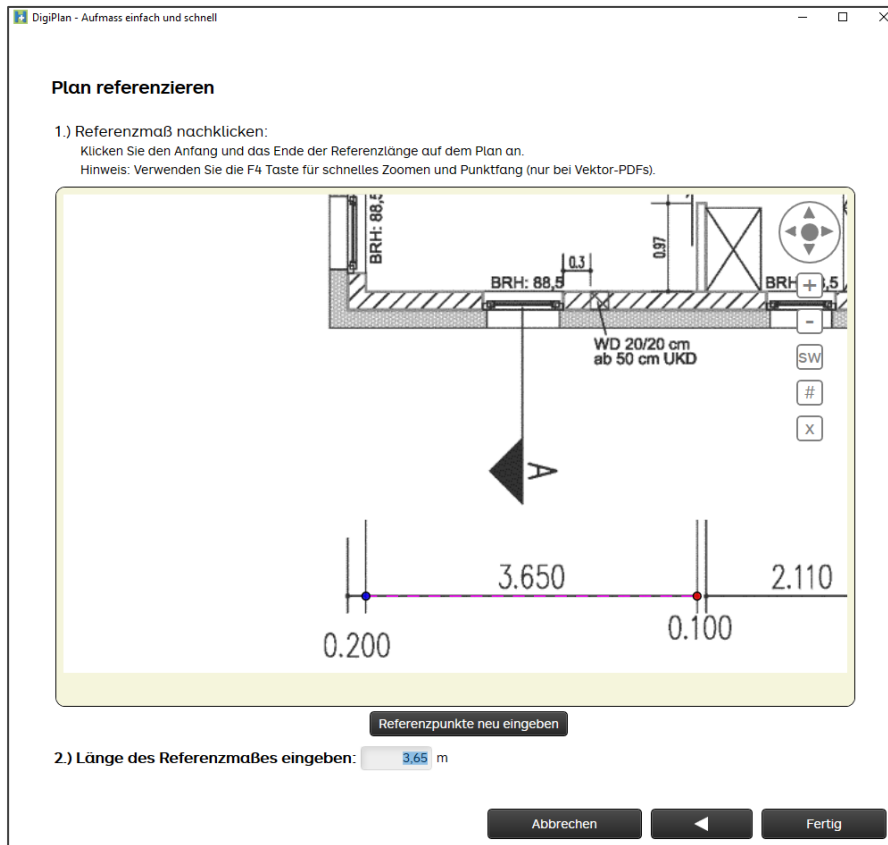 DigiPlan - Aufmass einfach und schnell
Plan referenzieren
1.) Referenzmaß nachklicken:
Klicken Sie den Anfang und das Ende der Referenzlänge auf dem Plan an.
Hinweis: Verwenden Sie die F4 Taste für schnelles Zoomen und Punktfang (nur bei Vektor-PDFs).
BRH: 88,5
0.3
0.97
BRH: 88,5
BRH: 88,5
+
-
WD 20/20 cm
ab 50 cm UKD
SW
#
x
A
3.650
2.110
0.200
0.100
Referenzpunkte neu eingeben
2.) Länge des Referenzmaßes eingeben: 3,65 m
Abbrechen
Fertig